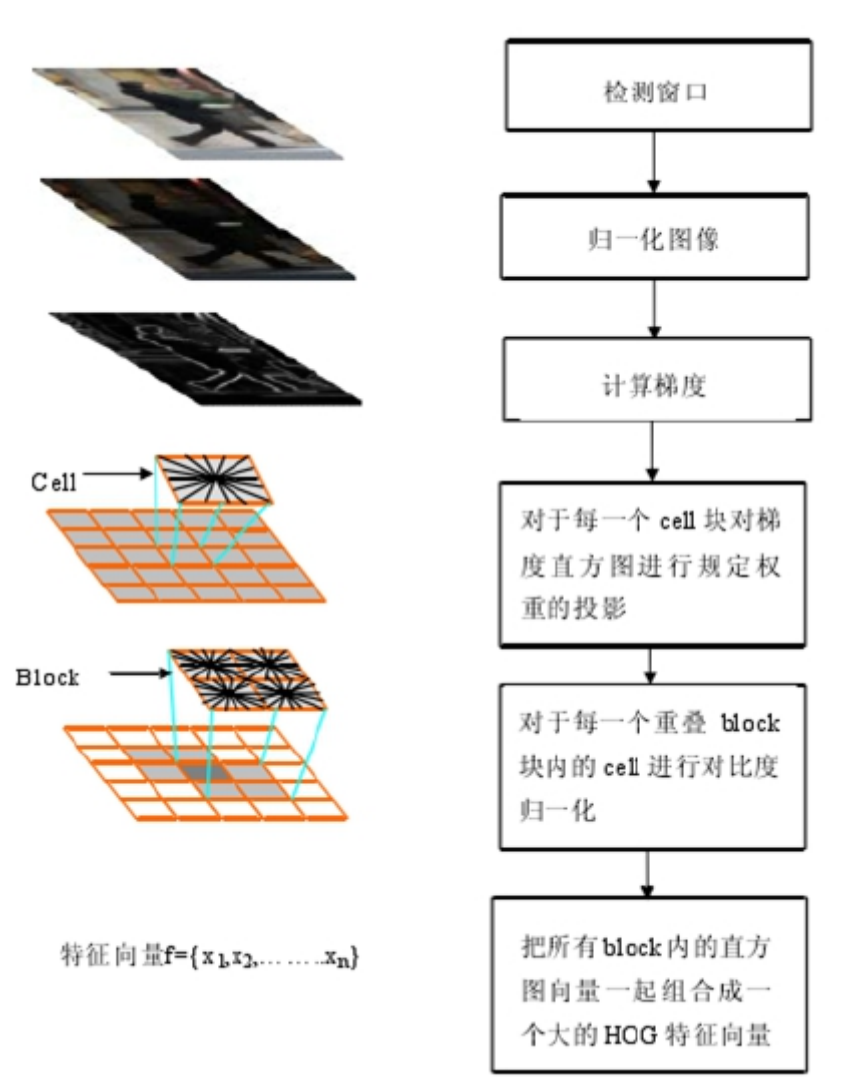 检测窗口
归一化图像
计算梯度
Cell
对于每一个 cell 块对梯
度直方图进行规定权
重的投影
Block
对于每一个重叠 block
块内的 cell 进行对比度
归一化
特征向量f={x1,x2,… … ..xn}
把所有block内的直方
图向量一起组合成一
个大的 HOG 特征向量